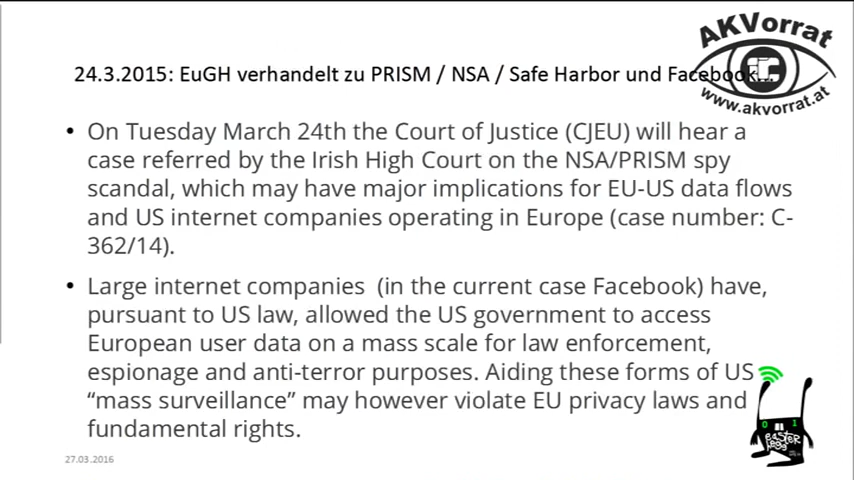 AKVorrat
24.3.2015: EuGH verhandelt zu PRISM / NSA / Safe Harbor und Facebook...
www.akvorrat.at
• On Tuesday March 24th the Court of Justice (CJEU) will hear a
case referred by the Irish High Court on the NSA/PRISM spy
scandal, which may have major implications for EU-US data flows
and US internet companies operating in Europe (case number: C-
362/14).
• Large internet companies (in the current case Facebook) have,
pursuant to US law, allowed the US government to access
European user data on a mass scale for law enforcement,
espionage and anti-terror purposes. Aiding these forms of US
“mass surveillance” may however violate EU privacy laws and
fundamental rights.
0 1
easter
egg
27.03.2016